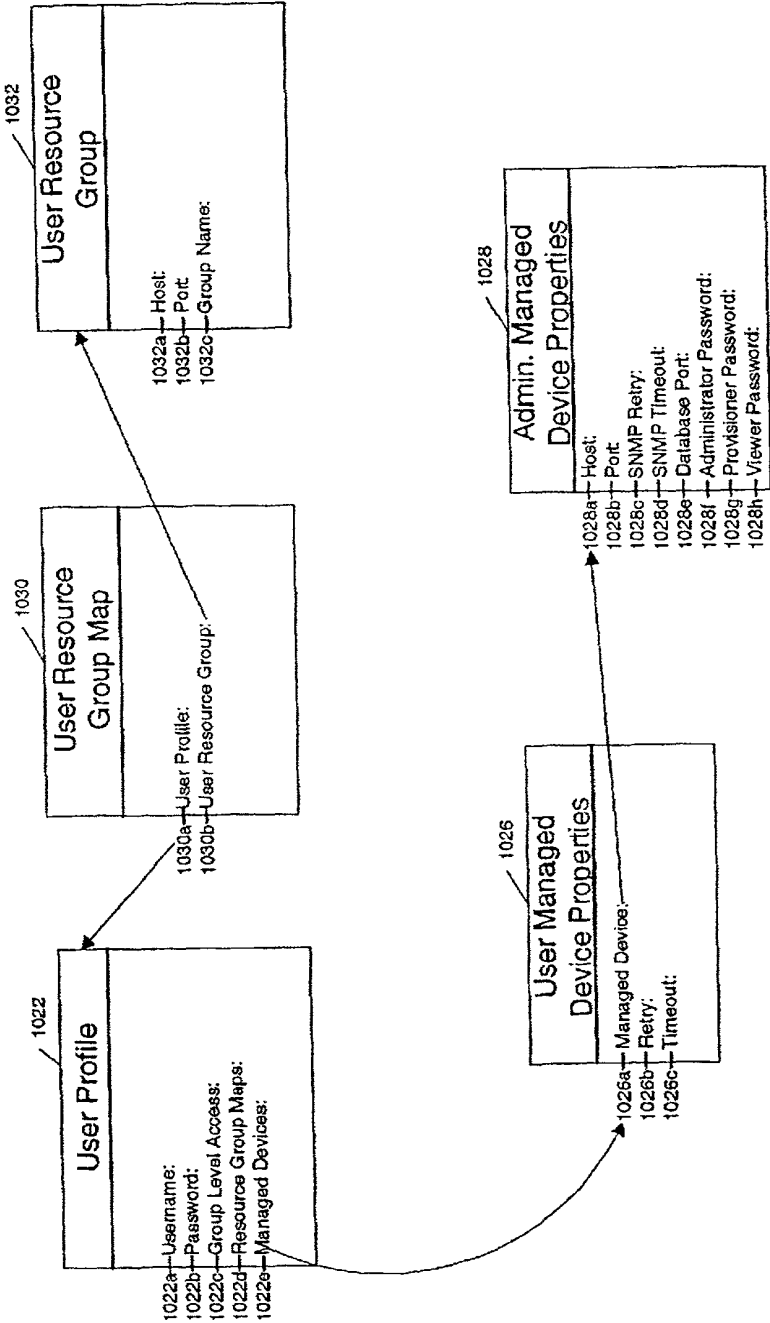 1022
User Profile
1022a Username:
1022b Password:
1022c Group Level Access:
1022d Resource Group Maps:
1022e Managed Devices:
1030
User Resource
Group Map
1030a User Profile:
1030b User Resource Group:
1032
User Resource
Group
1032a Host:
1032b Port:
1032c Group Name:
1026
User Managed
Device Properties
1026a Managed Device:
1026b Retry:
1026c Timeout:
1028
Admin. Managed
Device Properties
1028a Host:
1028b Port:
1028c SNMP Retry:
1028d SNMP Timeout:
1028e Database Port:
1028f Administrator Password:
1028g Provisioner Password:
1028h Viewer Password: